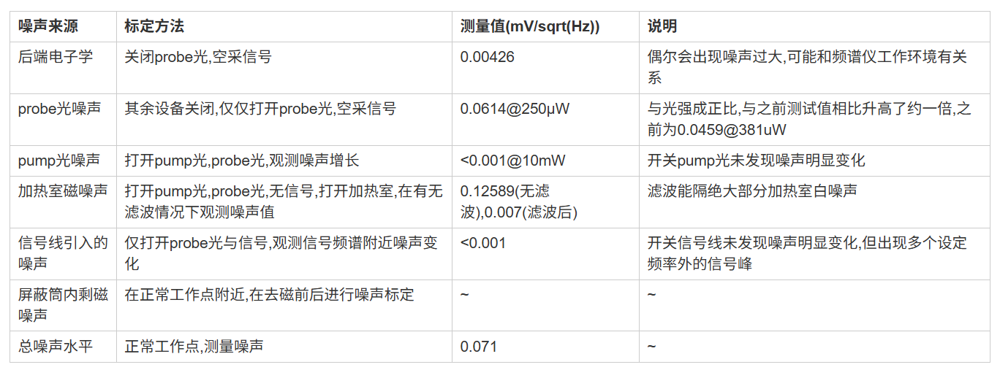 噪声来源 标定方法 测量值(mV/sqrt(Hz)) 说明
后端电子学 关闭probe光,空采信号 0.00426 偶尔会出现噪声过大,可能和频谱仪工作环境有关
系
probe光噪声 其余设备关闭,仅仅打开probe光,空采信号 0.0614@250μW 与光强成正比,与之前测试值相比升高了约一倍,之
前为0.0459@381uW
pump光噪声 打开pump光,probe光,观测噪声增长 <0.001@10mW 开关pump光未发现噪声明显变化
加热室磁噪声 打开pump光,probe光,无信号,打开加热室,在有无 0.12589(无滤 滤波能隔绝大部分加热室白噪声
滤波情况下观测噪声值 波),0.007(滤波后)
信号线引入的 仅打开probe光与信号,观测信号频谱附近噪声变 <0.001 开关信号线未发现噪声明显变化,但出现多个设定
噪声 化 频率外的信号峰
屏蔽筒内剩磁 在正常工作点附近,在去磁前后进行噪声标定 ~ ~
噪声
总噪声水平 正常工作点,测量噪声 0.071 ~